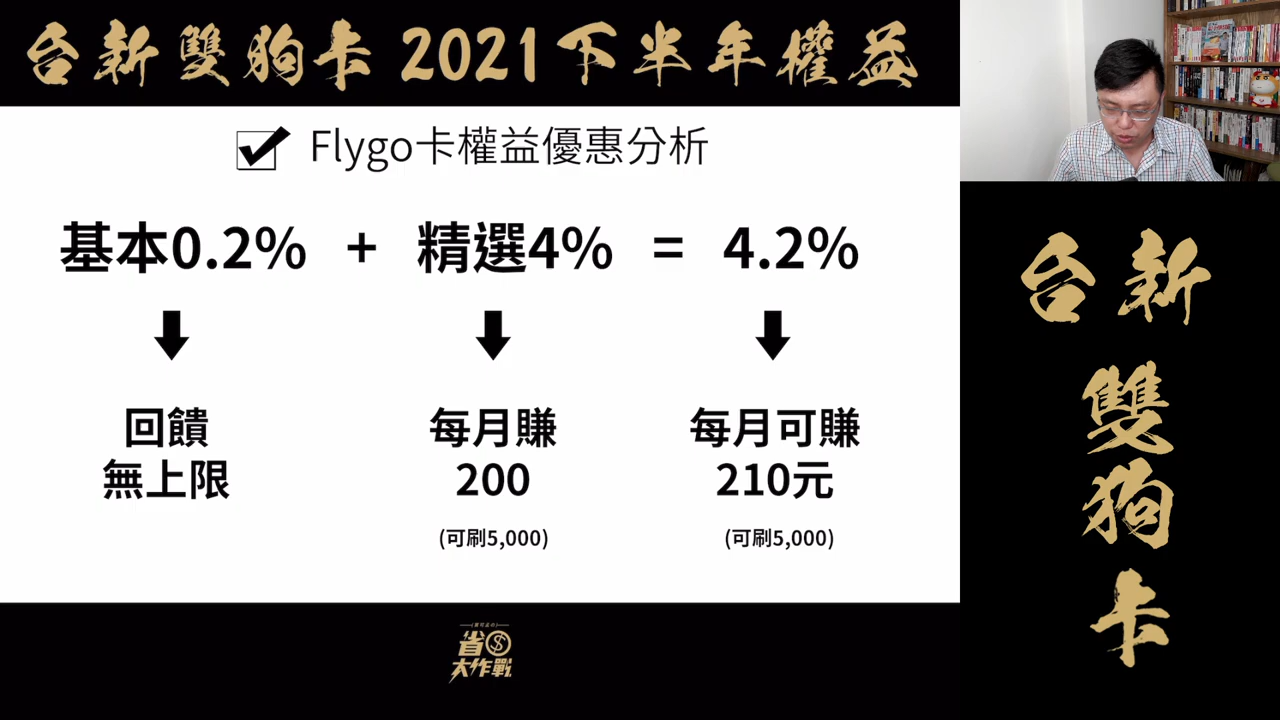 台新雙狗卡 2021下半年權益
Flygo卡權益優惠分析
基本0.2% + 精選4% = 4.2%
回饋
無上限
每月賺
200
(可刷5,000)
每月可賺
210元
(可刷5,000)
省
大作戰
台新
雙
狗
卡